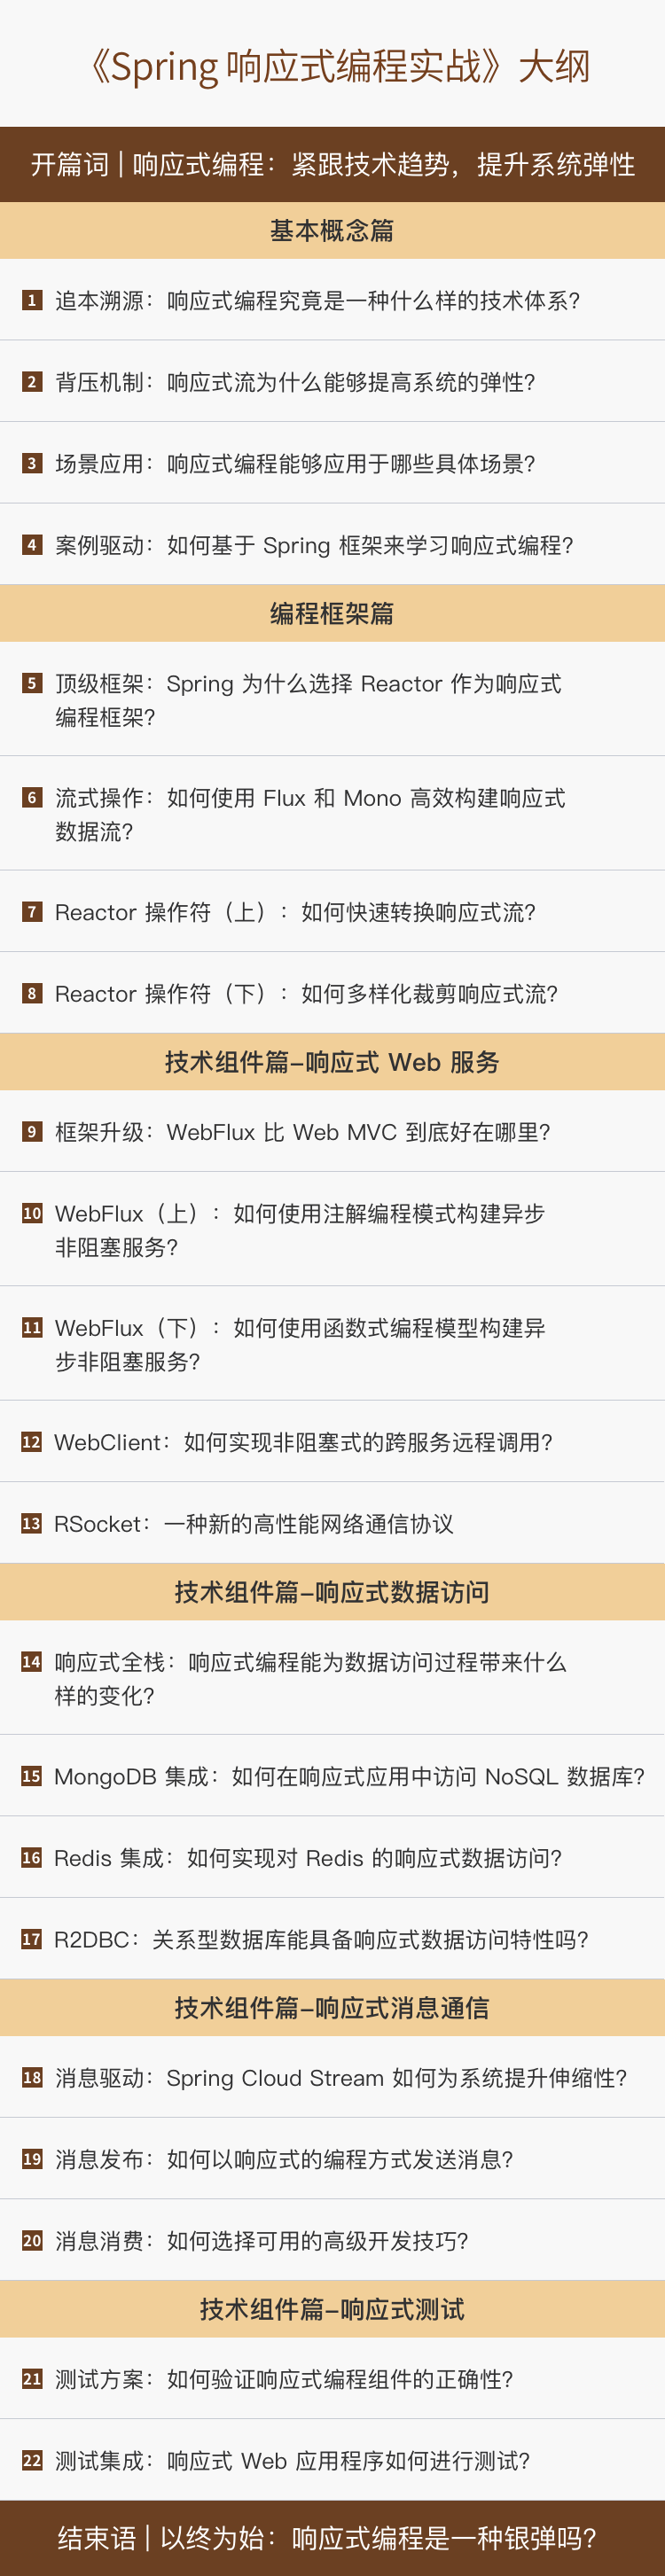 《Spring 响应式编程实战》大纲
开篇词 | 响应式编程：紧跟技术趋势，提升系统弹性
基本概念篇
1 追本溯源：响应式编程究竟是一种什么样的技术体系？
2 背压机制：响应式流为什么能够提高系统的弹性？
3 场景应用：响应式编程能够应用于哪些具体场景？
4 案例驱动：如何基于 Spring 框架来学习响应式编程？
编程框架篇
5 顶级框架：Spring 为什么选择 Reactor 作为响应式
编程框架？
6 流式操作：如何使用 Flux 和 Mono 高效构建响应式
数据流？
7 Reactor 操作符（上）：如何快速转换响应式流？
8 Reactor 操作符（下）：如何多样化裁剪响应式流？
技术组件篇-响应式 Web 服务
9 框架升级：WebFlux 比 Web MVC 到底好在哪里？
10 WebFlux（上）：如何使用注解编程模式构建异步
非阻塞服务？
11 WebFlux（下）：如何使用函数式编程模型构建异
步非阻塞服务？
12 WebClient：如何实现非阻塞式的跨服务远程调用？
13 RSocket：一种新的高性能网络通信协议
技术组件篇-响应式数据访问
14 响应式全栈：响应式编程能为数据访问过程带来什么
样的变化？
15 MongoDB 集成：如何在响应式应用中访问 NoSQL 数据库？
16 Redis 集成：如何实现对 Redis 的响应式数据访问？
17 R2DBC：关系型数据库能具备响应式数据访问特性吗？
技术组件篇-响应式消息通信
18 消息驱动：Spring Cloud Stream 如何为系统提升伸缩性？
19 消息发布：如何以响应式的编程方式发送消息？
20 消息消费：如何选择可用的高级开发技巧？
技术组件篇-响应式测试
21 测试方案：如何验证响应式编程组件的正确性？
22 测试集成：响应式 Web 应用程序如何进行测试？
结束语 | 以终为始：响应式编程是一种银弹吗？